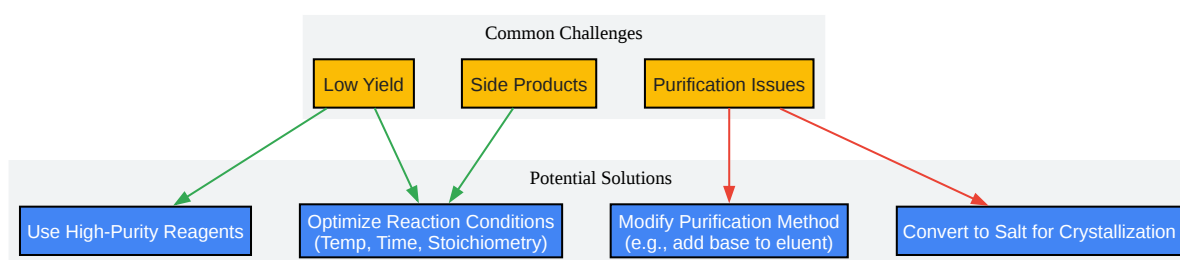 Common Challenges
Low Yield
Side Products
Purification Issues
Potential Solutions
Use High-Purity Reagents
Optimize Reaction Conditions
(Temp, Time, Stoichiometry)
Modify Purification Method
(e.g., add base to eluent)
Convert to Salt for Crystallization